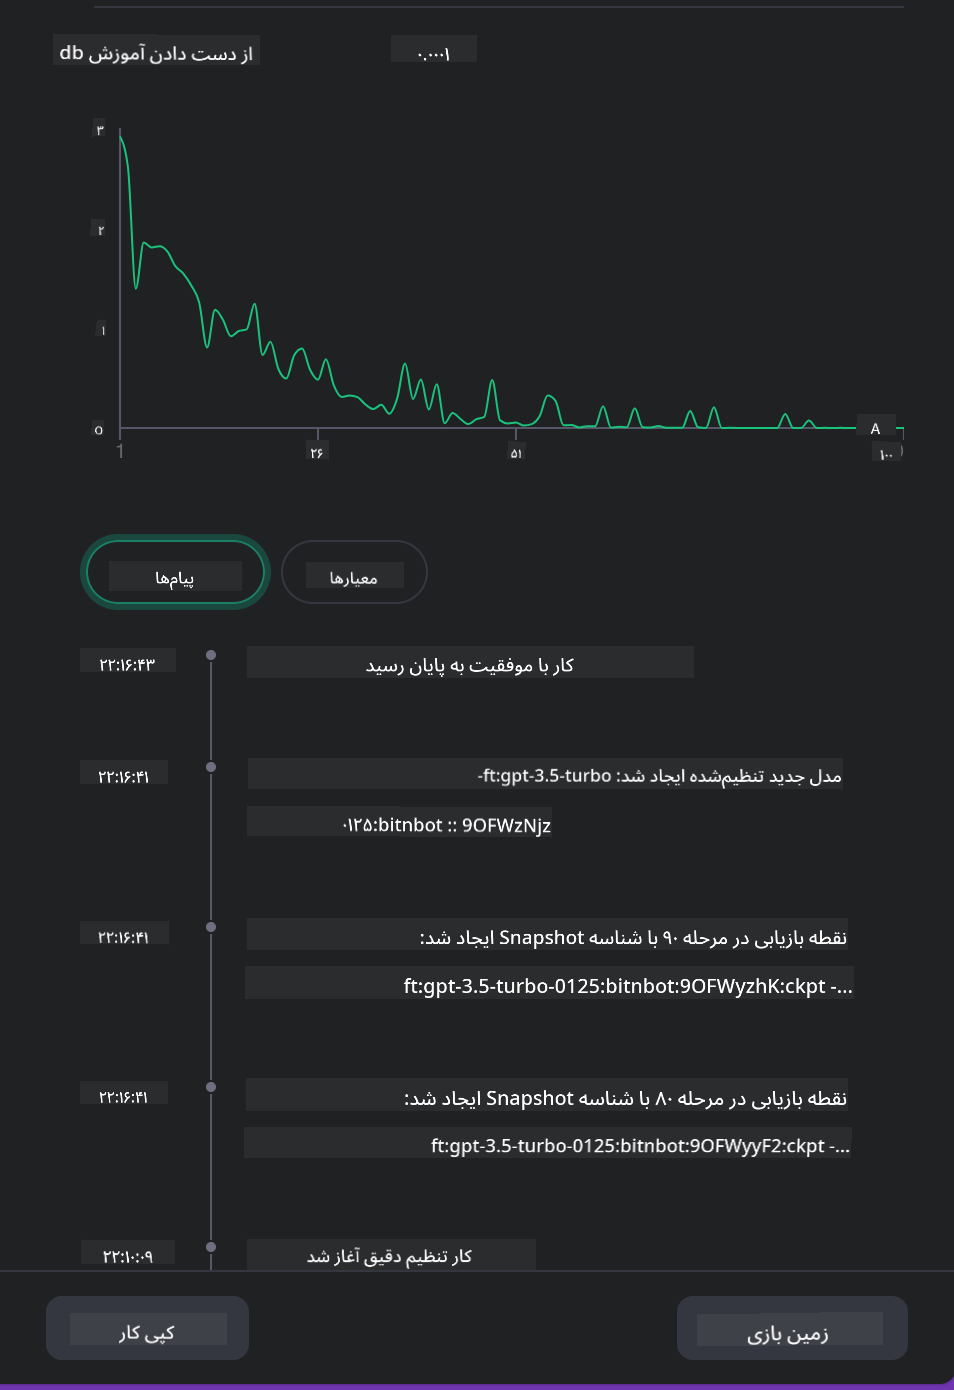 از دست دادن آموزش db
۰.۰۰۰۱
۳
۲
۱
۰
۱
۲۶
۵۱
A
۱۰۰
پیام‌ها
معیارها
۲۲:۱۶:۴۳
کار با موفقیت به پایان رسید
۲۲:۱۶:۴۱
مدل جدید تنظیم‌شده ایجاد شد: ft:gpt-3.5-turbo-
۰۱۲۵:bitnbot :: 9OFWzNjz
۲۲:۱۶:۴۱
نقطه بازیابی در مرحله ۹۰ با شناسه Snapshot ایجاد شد:
ft:gpt-3.5-turbo-0125:bitnbot:9OFWyzhK:ckpt -...
۲۲:۱۶:۴۱
نقطه بازیابی در مرحله ۸۰ با شناسه Snapshot ایجاد شد:
ft:gpt-3.5-turbo-0125:bitnbot:9OFWyyF2:ckpt -...
۲۲:۱۰:۰۹
کار تنظیم دقیق آغاز شد
کپی کار
زمین بازی